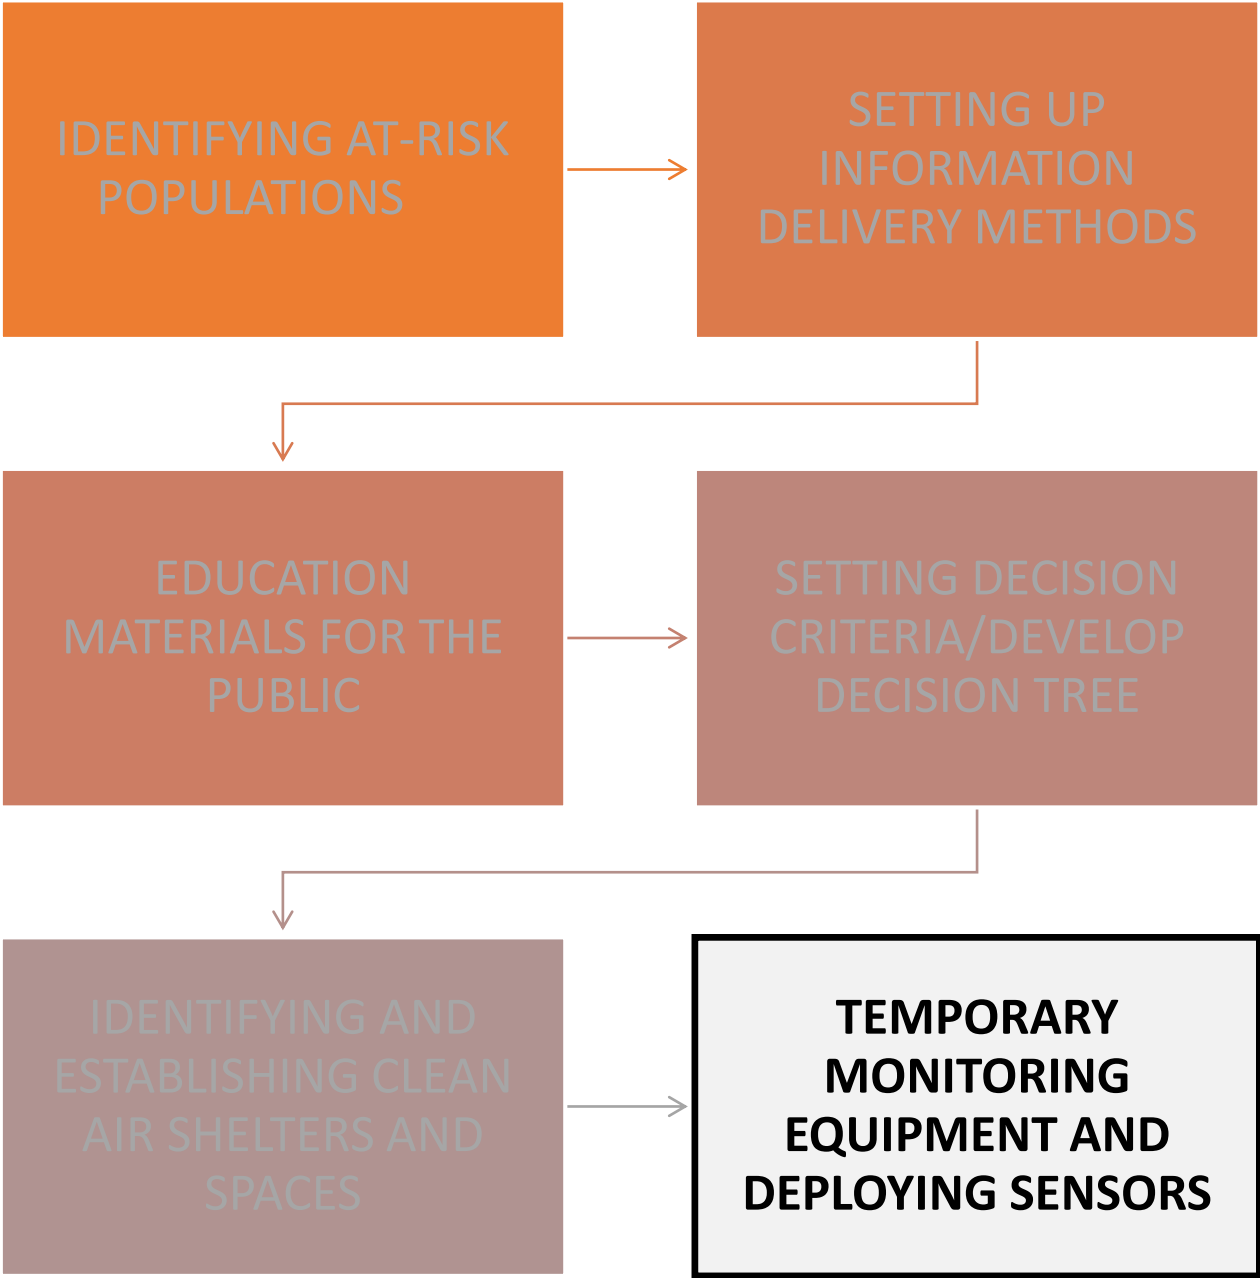 IDENTIFYING AT-RISK
POPULATIONS
SETTING UP
INFORMATION
DELIVERY METHODS
EDUCATION
MATERIALS FOR THE
PUBLIC
SETTING DECISION
CRITERIA/DEVELOP
DECISION TREE
IDENTIFYING AND
ESTABLISHING CLEAN
AIR SHELTERS AND
SPACES
TEMPORARY
MONITORING
EQUIPMENT AND
DEPLOYING SENSORS